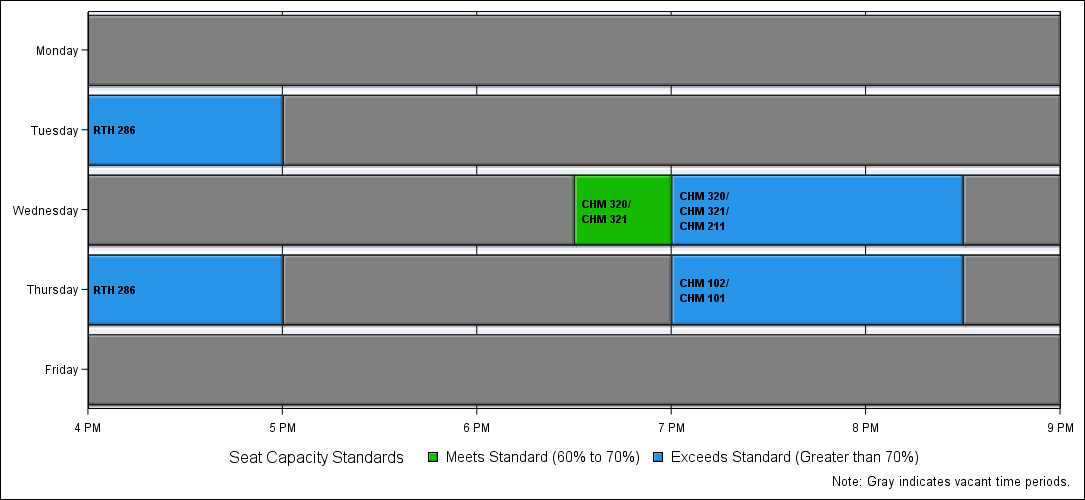 Monday
Tuesday
RTH 286
Wednesday
CHM 320/
CHM 321
CHM 320/
CHM 321/
CHM 211
Thursday
RTH 286
CHM 102/
CHM 101
Friday
4 PM 5 PM 6 PM 7 PM 8 PM 9 PM
Seat Capacity Standards Meets Standard (60% to 70%) Exceeds Standard (Greater than 70%)
Note: Gray indicates vacant time periods.